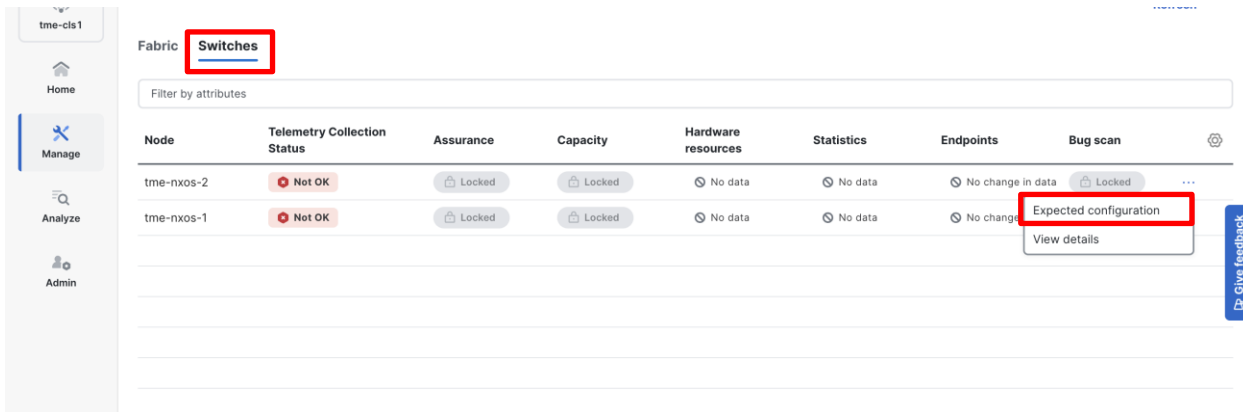 tme-cls1
Fabric Switches
Home
Filter by attributes
Manage
Node Telemetry Collection Status Assurance Capacity Hardware resources Statistics Endpoints Bug scan
tme-nxos-2 Not OK Locked Locked No data No data No change in data Locked ...
Analyze
tme-nxos-1 Not OK Locked Locked No data No data No change
Expected configuration
View details
Admin
Give feedback